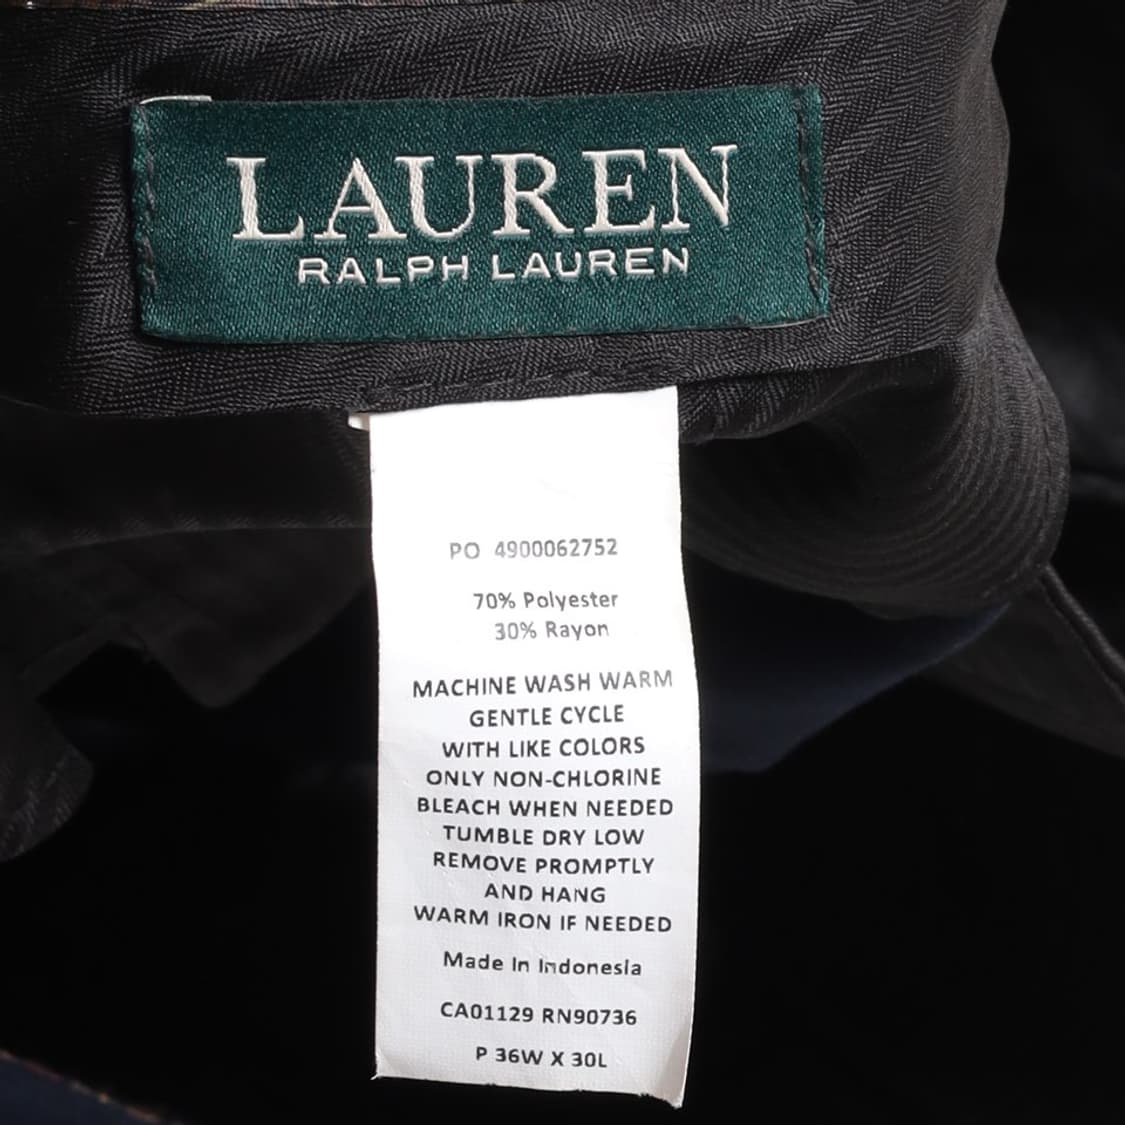 LAUREN
RALPH LAUREN
PO 4900062752
70% Polyester
30% Rayon
MACHINE WASH WARM
GENTLE CYCLE
WITH LIKE COLORS
ONLY NON-CHLORINE
BLEACH WHEN NEEDED
TUMBLE DRY LOW
REMOVE PROMPTLY
AND HANG
WARM IRON IF NEEDED
Made In Indonesia
CA01129 RN90736
P 36W X 30L